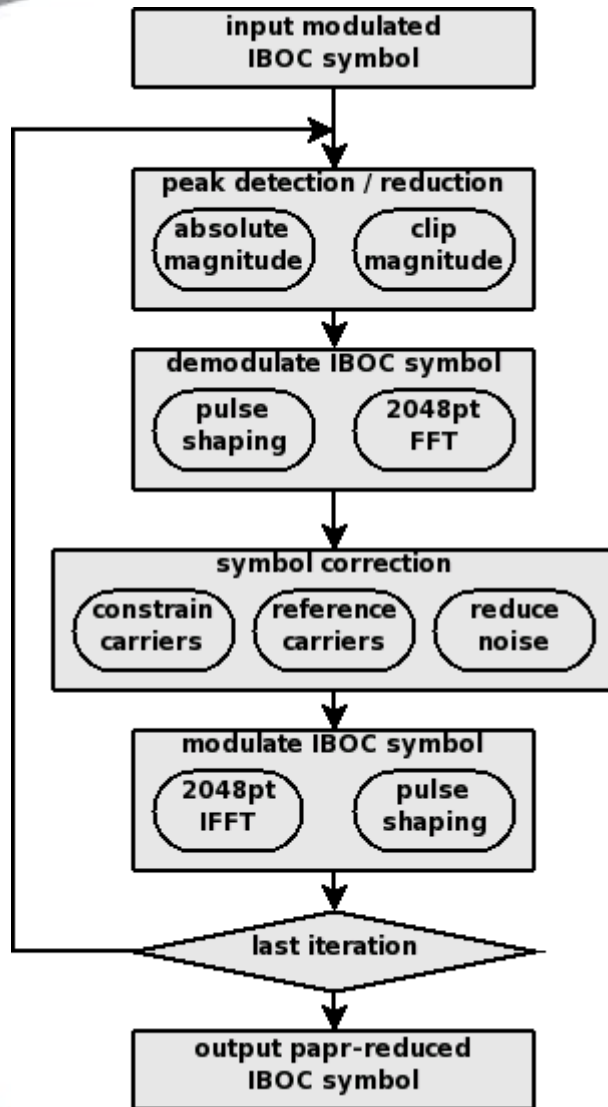 input modulated
IBOC symbol
peak detection / reduction
absolute
magnitude
clip
magnitude
demodulate IBOC symbol
pulse
shaping
2048pt
FFT
symbol correction
constrain
carriers
reference
carriers
reduce
noise
modulate IBOC symbol
2048pt
IFFT
pulse
shaping
last iteration
output papr-reduced
IBOC symbol